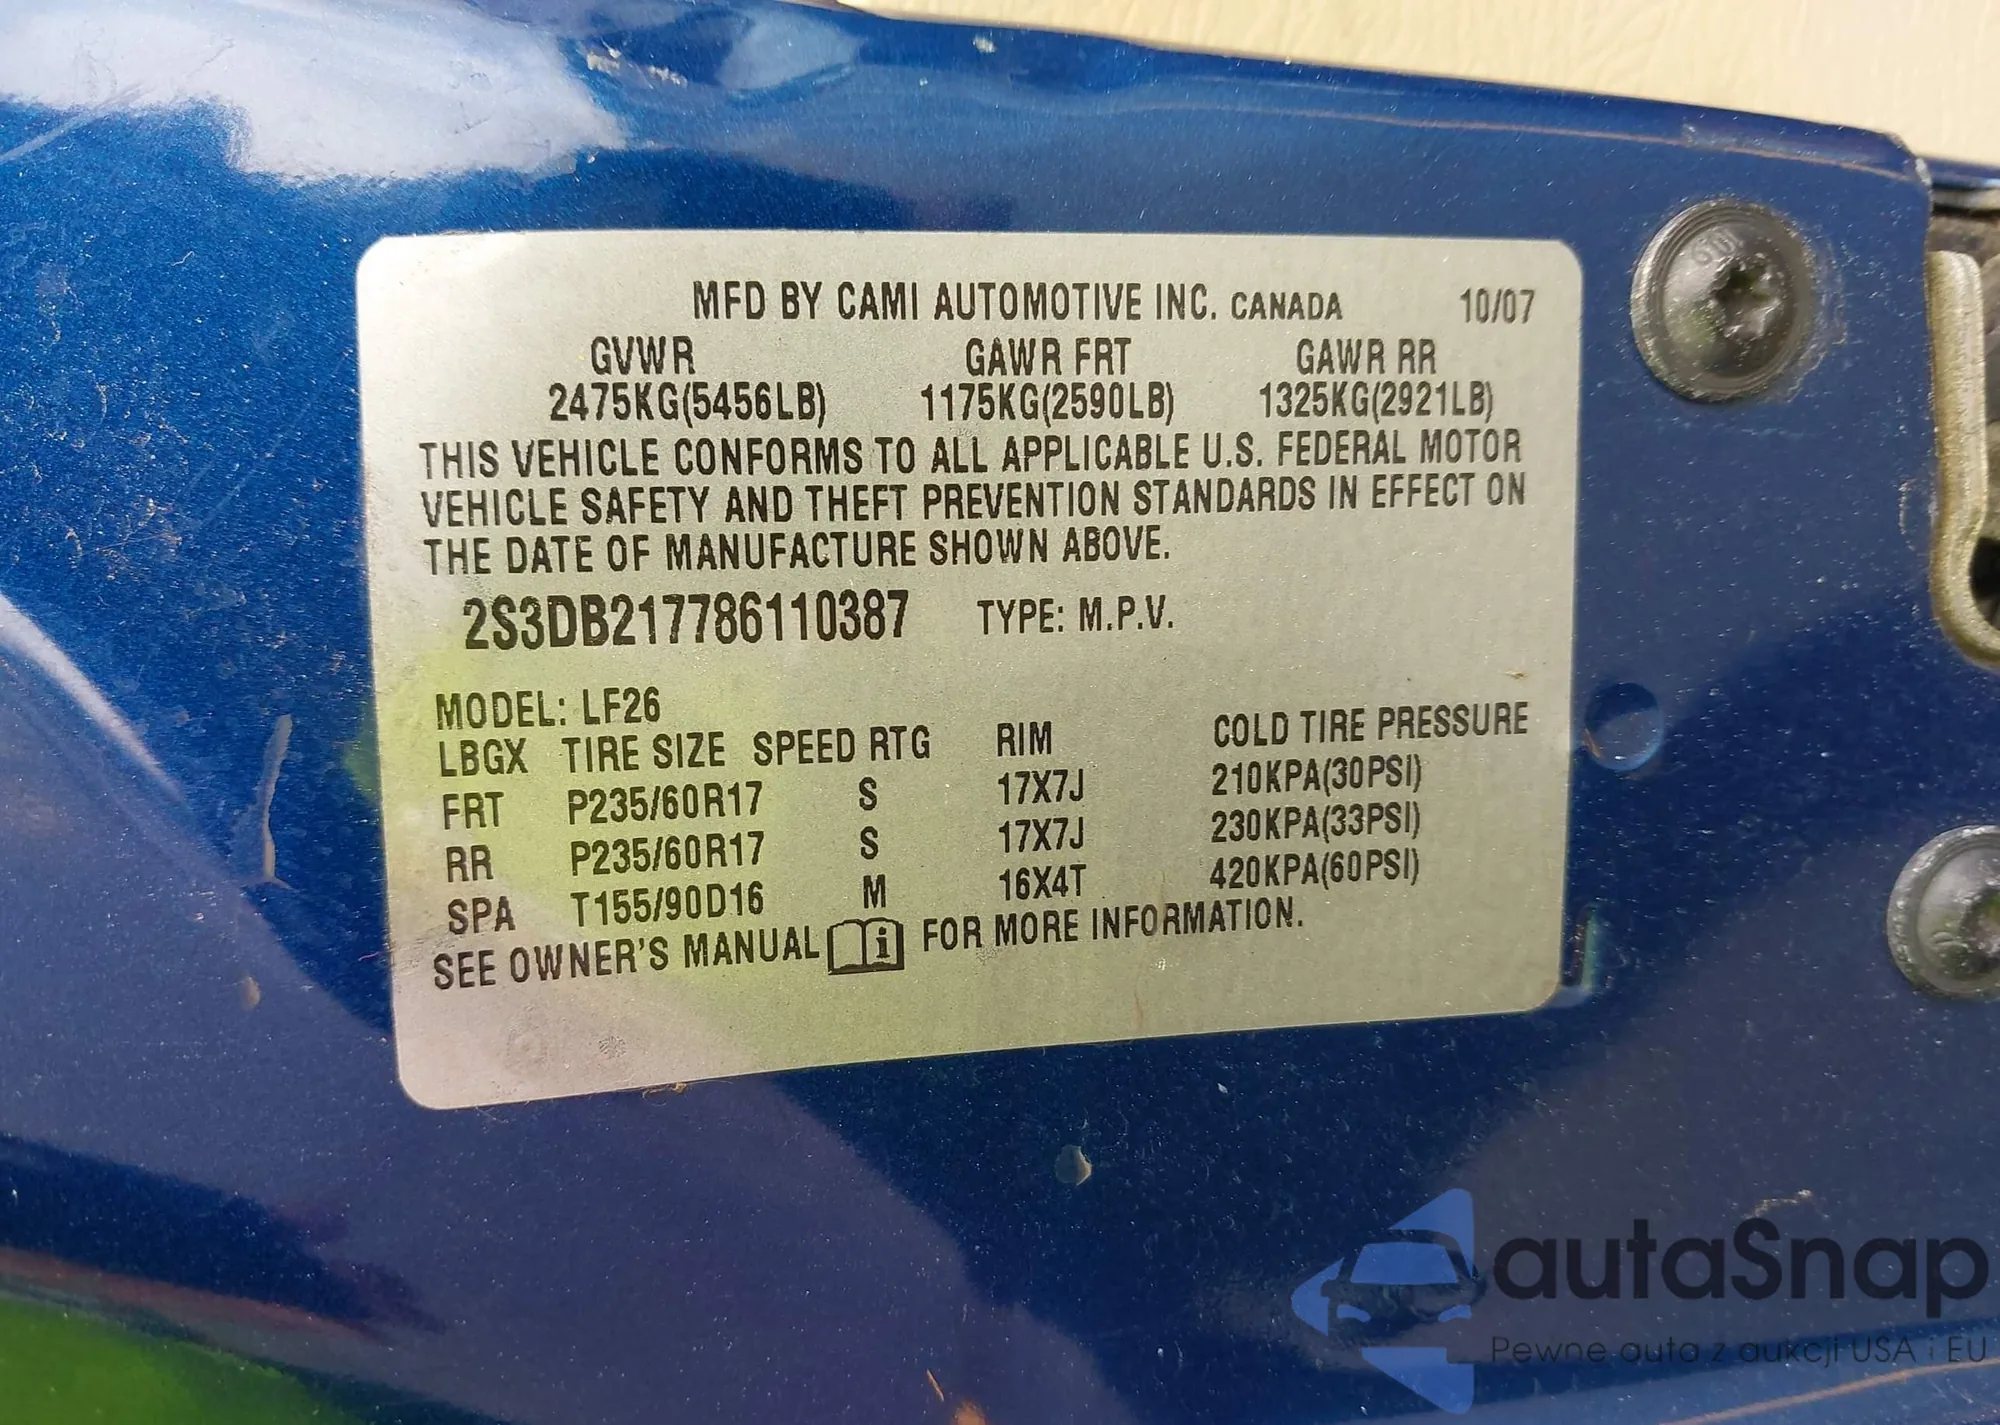 MFD BY CAMI AUTOMOTIVE INC. CANADA 10/07
GVWR GAWR FRT GAWR RR
2475KG(5456LB) 1175KG(2590LB) 1325KG(2921LB)
THIS VEHICLE CONFORMS TO ALL APPLICABLE U.S. FEDERAL MOTOR
VEHICLE SAFETY AND THEFT PREVENTION STANDARDS IN EFFECT ON
THE DATE OF MANUFACTURE SHOWN ABOVE.
2S3DB217786110387 TYPE: M.P.V.
MODEL: LF26
LBGX TIRE SIZE SPEED RTG RIM COLD TIRE PRESSURE
FRT P235/60R17 S 17X7J 210KPA(30PSI)
RR P235/60R17 S 17X7J 230KPA(33PSI)
SPA T155/90D16 M 16X4T 420KPA(60PSI)
SEE OWNER'S MANUAL i FOR MORE INFORMATION.
autaSnap
Pewne auta z aukcji USA i EU